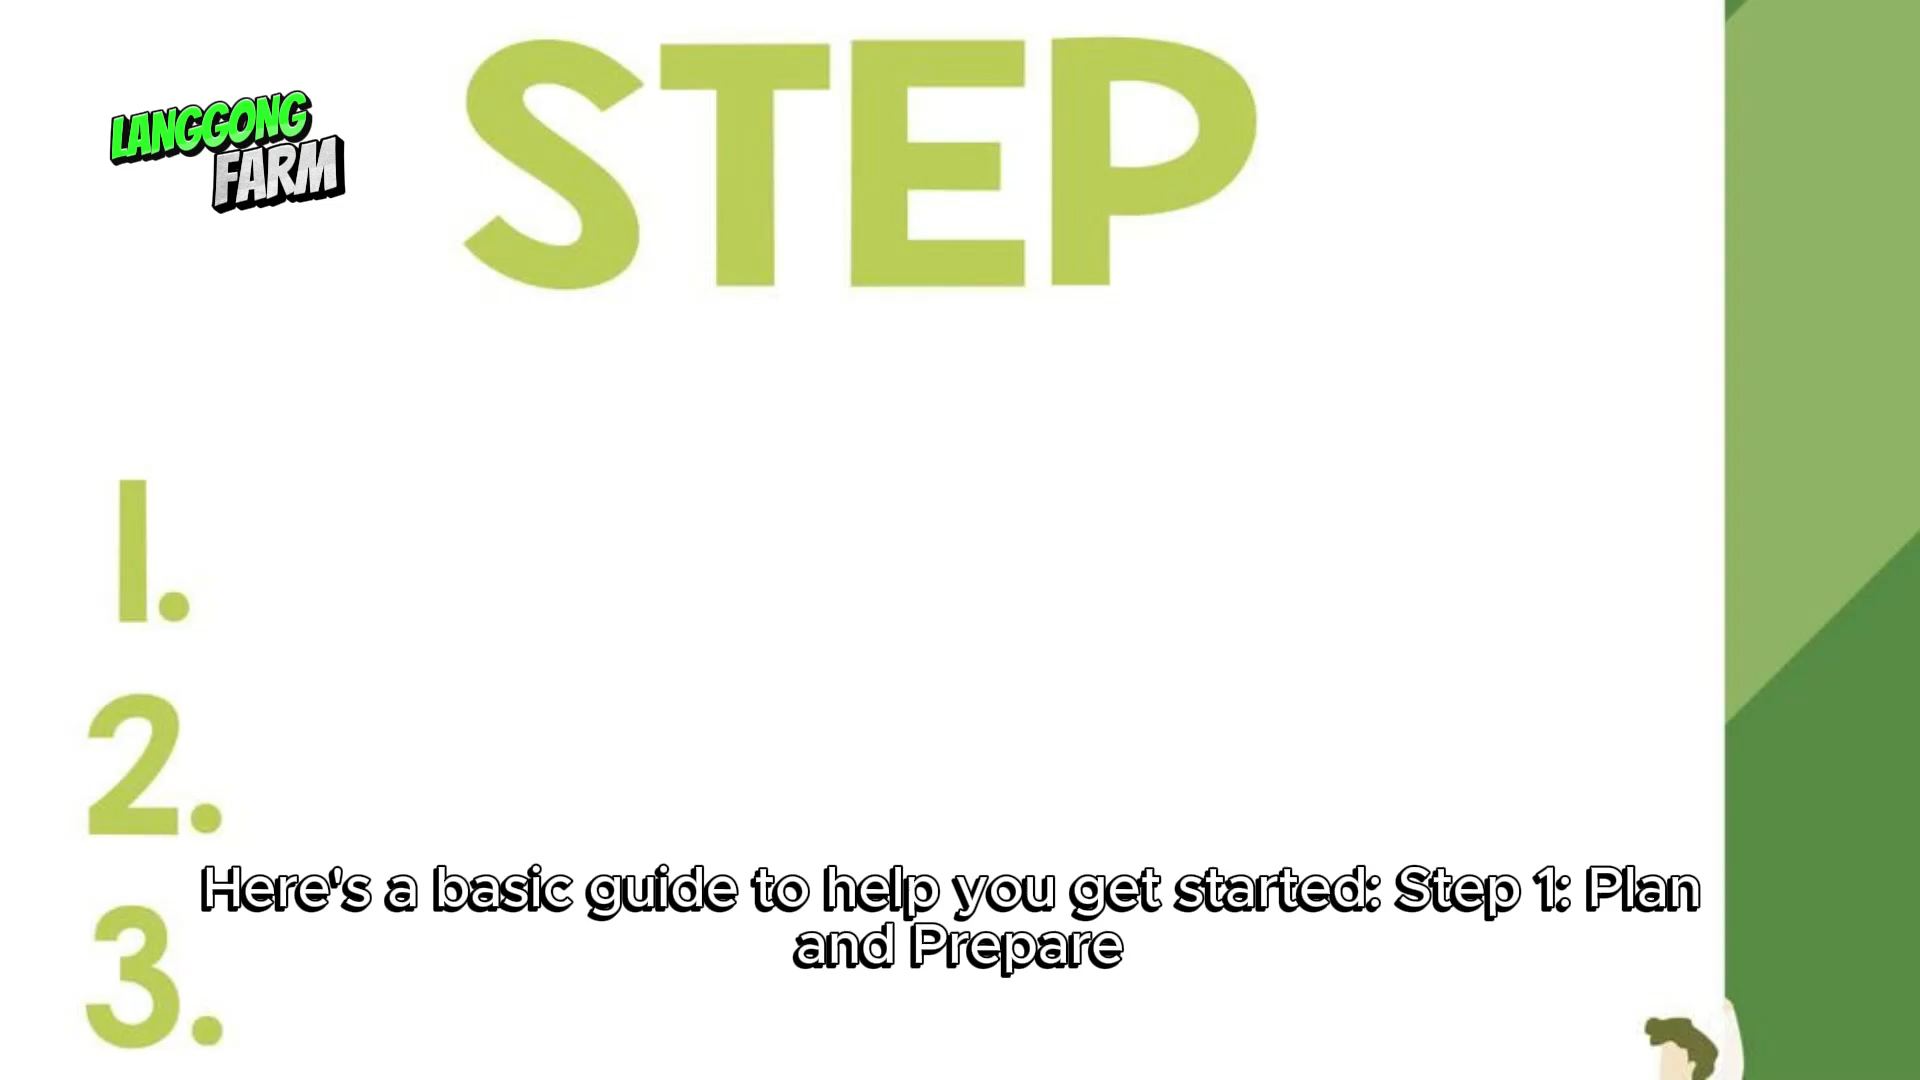 STEP
LANGGONG
FARM
1.
2.
3.
Here's a basic guide to help you get started: Step 1: Plan
and Prepare